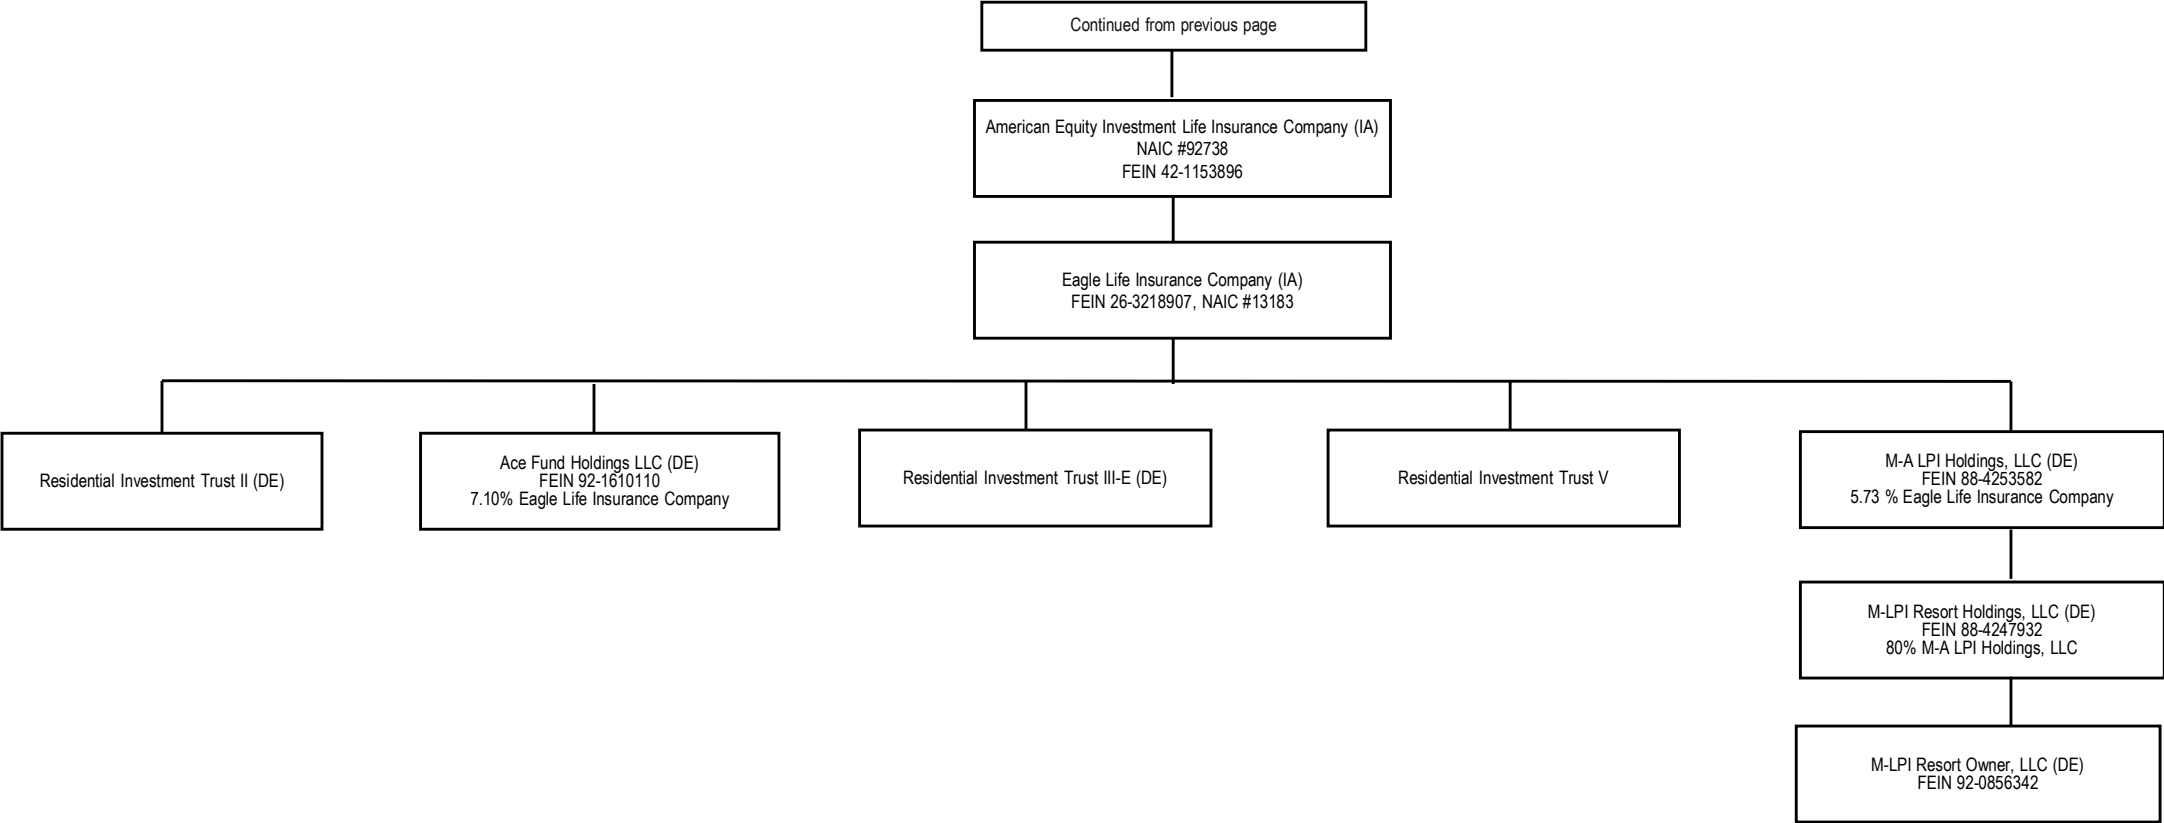 Continued from previous page
American Equity Investment Life Insurance Company (IA)
NAIC #92738
FEIN 42-1153896
Eagle Life Insurance Company (IA)
FEIN 26-3218907, NAIC #13183
Residential Investment Trust II (DE)
Ace Fund Holdings LLC (DE)
FEIN 92-1610110
7.10% Eagle Life Insurance Company
Residential Investment Trust III-E (DE)
Residential Investment Trust V
M-A LPI Holdings, LLC (DE)
FEIN 88-4253582
5.73 % Eagle Life Insurance Company
M-LPI Resort Holdings, LLC (DE)
FEIN 88-4247932
80% M-A LPI Holdings, LLC
M-LPI Resort Owner, LLC (DE)
FEIN 92-0856342